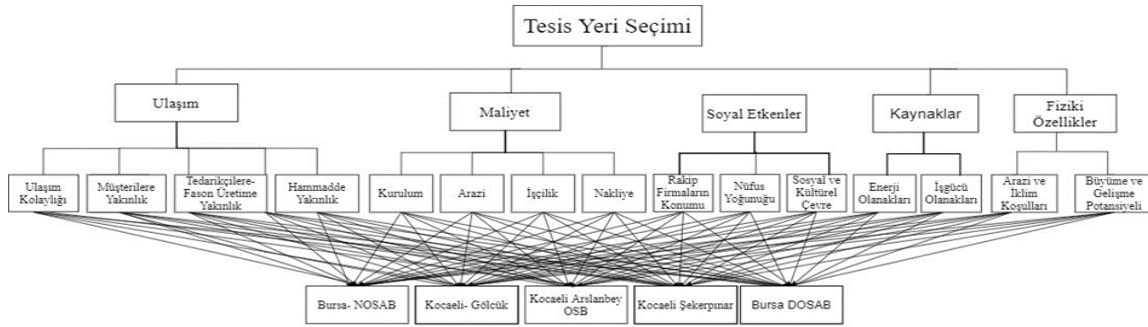 Tesis Yeri Seçimi
Ulaşım
Maliyet
Soyal Etkenler
Kaynaklar
Fiziki
Özellikler
Ulaşım
Kolaylığı
Müşterilere
Yakınlık
Tedarikçilere-
Fason Üretime
Yakınlık
Hammadde
Yakınlık
Kurulum
Arazi
İşçilik
Nakliye
Rakip
Firmaların
Konumu
Nüfus
Yoğunuğu
Sosyal ve
Kültürel
Çevre
Enerji
Olanakları
İşgücü
Olanakları
Arazi ve
İklim
Koşulları
Büyüme ve
Gelişme
Potansiyeli
Bursa- NOSAB
Kocaeli- Gölcük
Kocaeli Arslanbey
OSB
Kocaeli Şekerpınar
Bursa DOSAB